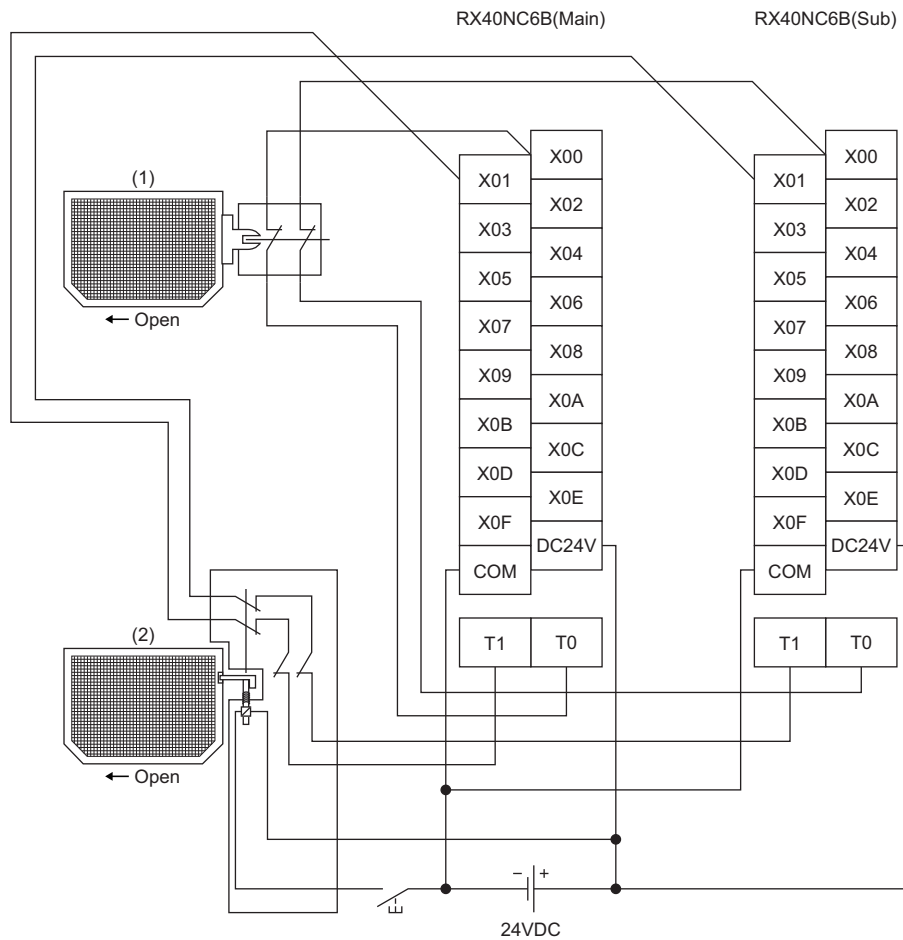 RX40NC6B(Main)
RX40NC6B(Sub)
X00
X01
X02
X03
X04
X05
X06
X07
X08
X09
X0A
X0B
X0C
X0D
X0E
X0F
DC24V
COM
T1
T0
X00
X01
X02
X03
X04
X05
X06
X07
X08
X09
X0A
X0B
X0C
X0D
X0E
X0F
DC24V
COM
T1
T0
(1)
← Open
(2)
← Open
− +
24VDC